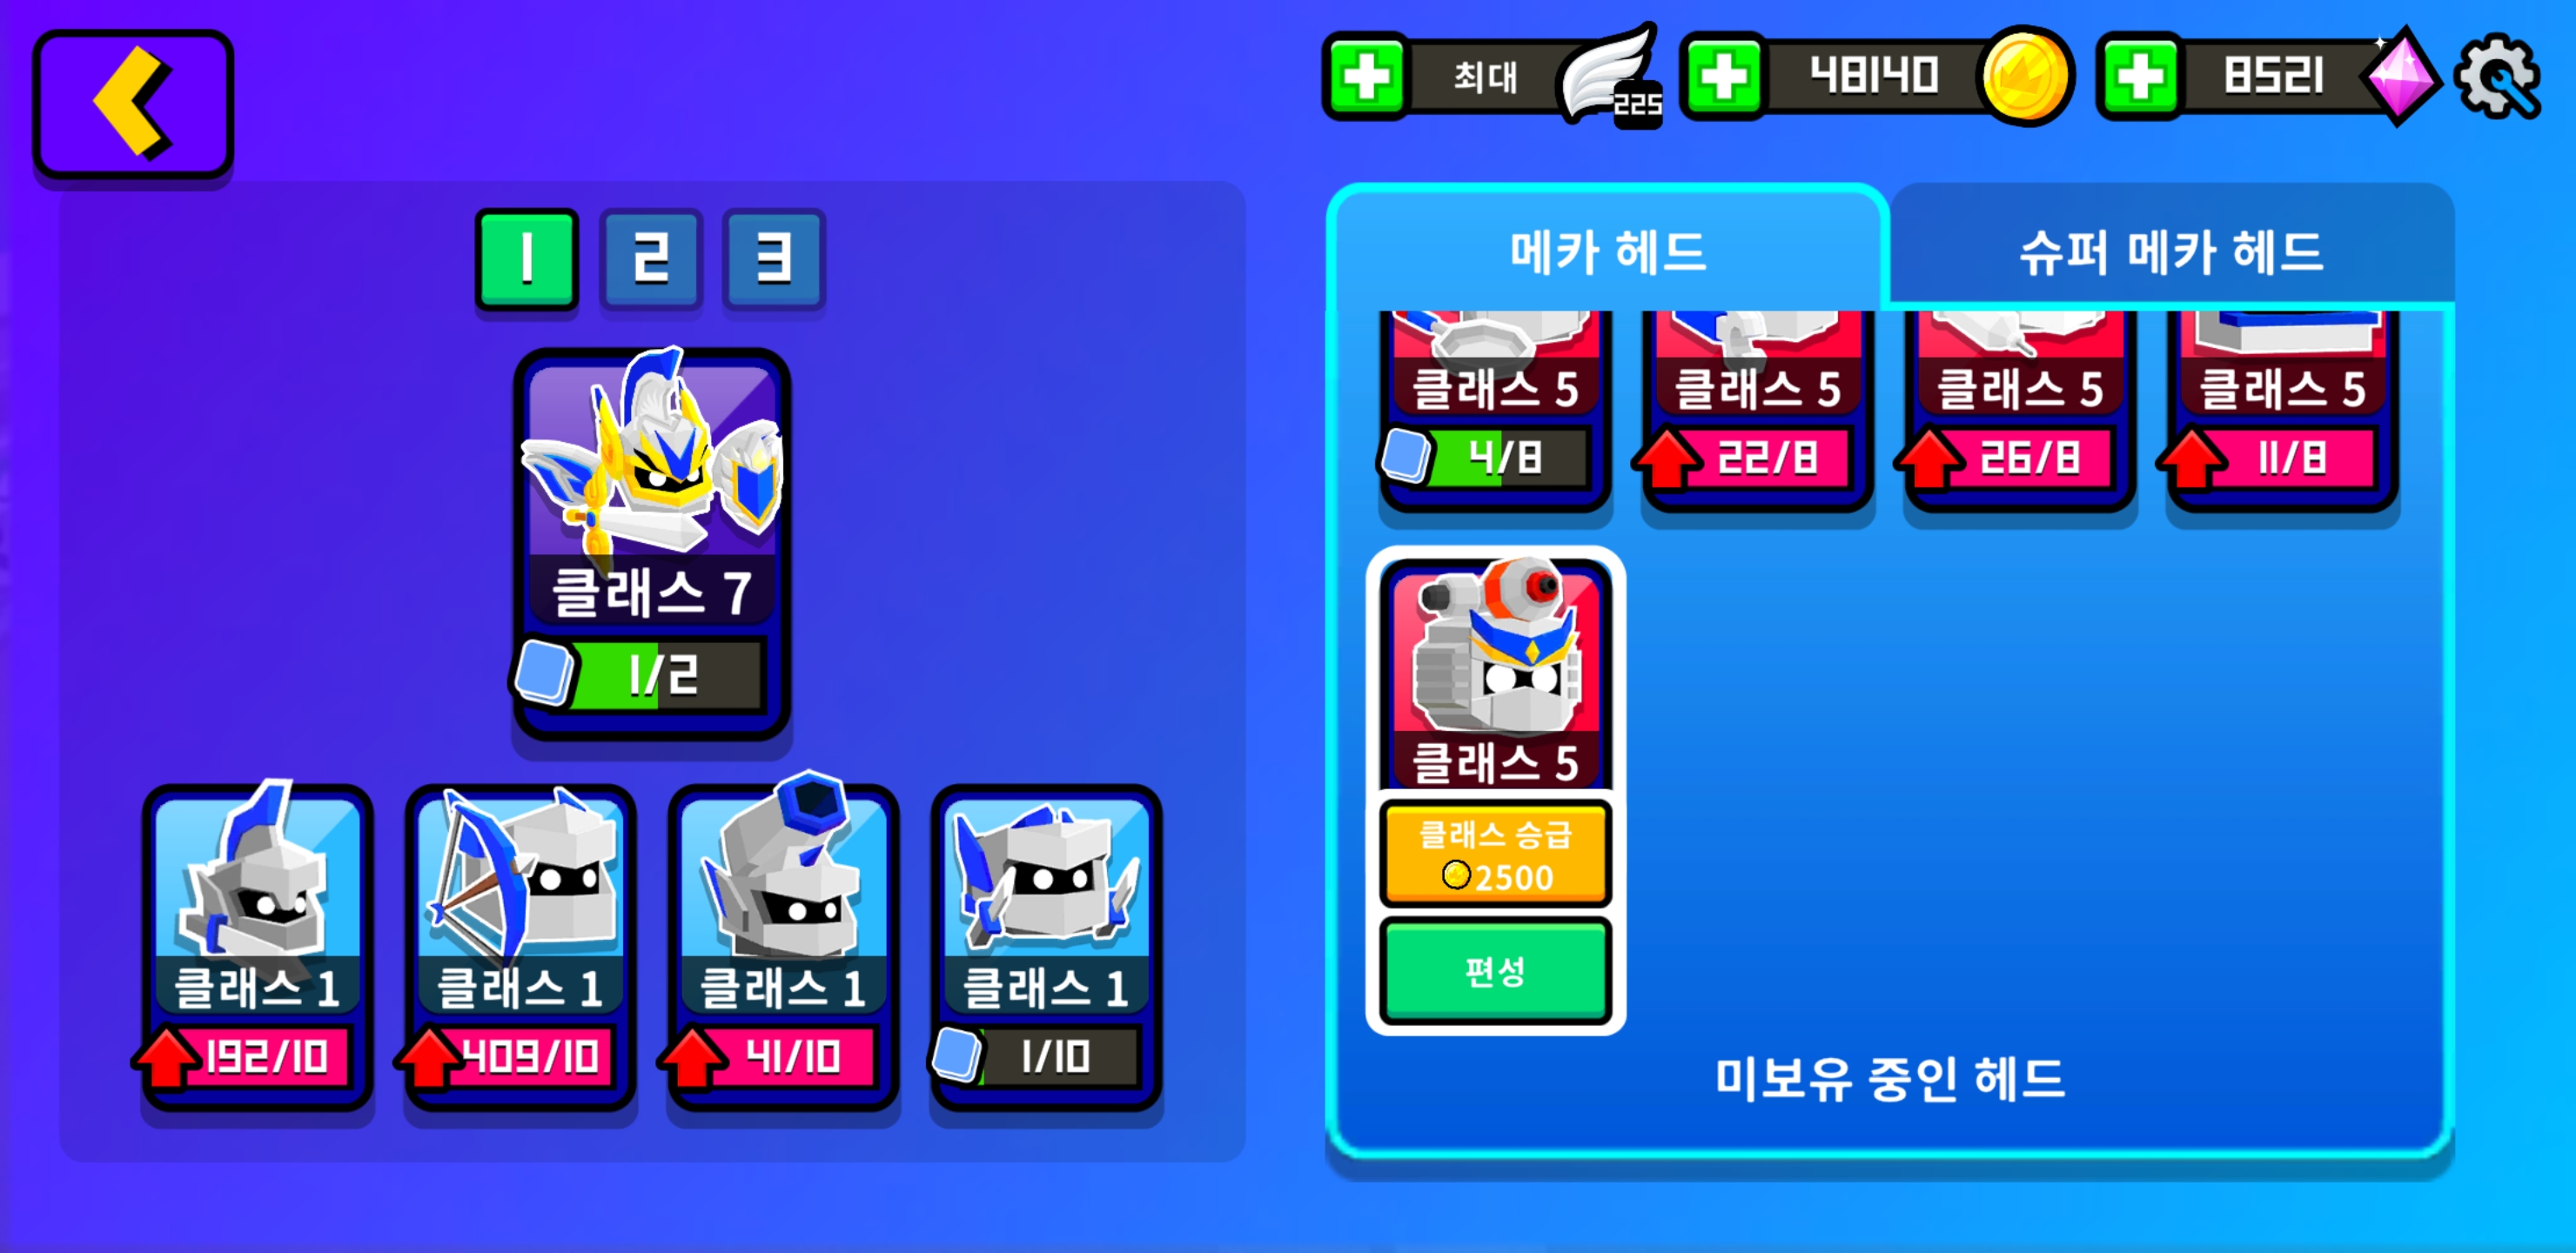 최대
225
48140
8521
1
2
3
클래스 7
1/2
클래스 1
192/10
클래스 1
409/10
클래스 1
41/10
클래스 1
1/10
메카 헤드
슈퍼 메카 헤드
클래스 5
4/8
클래스 5
22/8
클래스 5
26/8
클래스 5
11/8
클래스 5
클래스 승급
2500
편성
미보유 중인 헤드